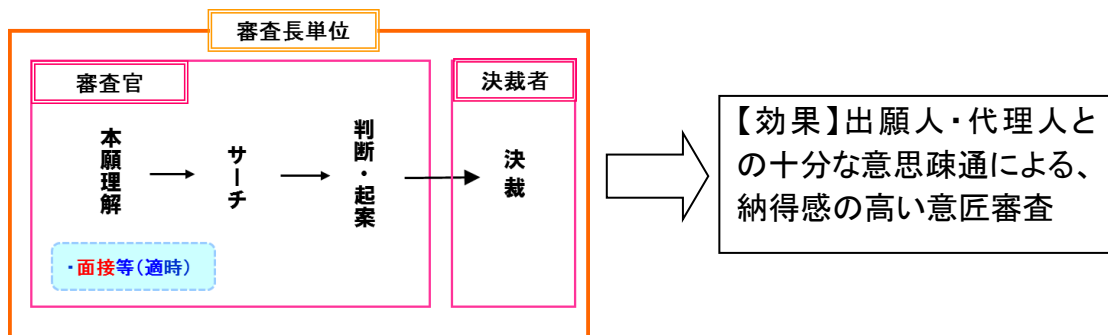 審査長単位
審査官
決裁者
本願理解
サーチ
判断・起案
決裁
・面接等(適時)
【効果】出願人・代理人と
の十分な意思疎通による、
納得感の高い意匠審査